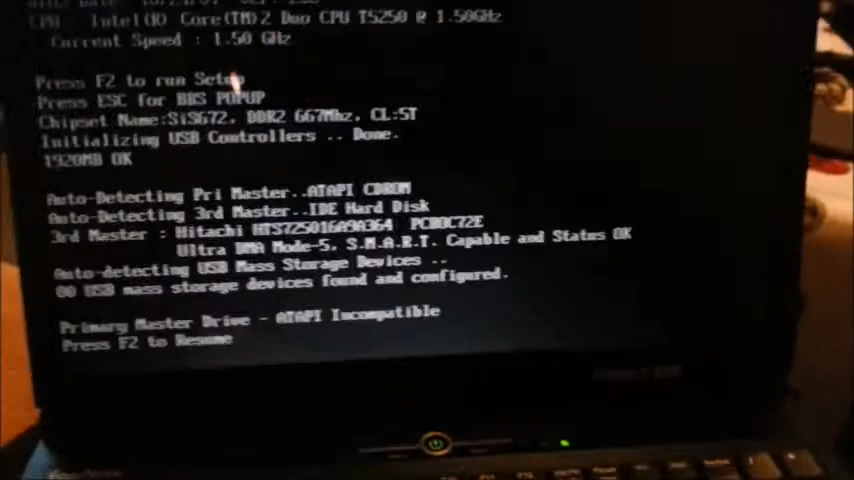 CPU : Intel(R) Core(TM)2 Duo CPU T5250 @ 1.50GHz
Current Speed : 1.50 GHz
Press F2 to run Setup
Press ESC for BBS POPUP
Chipset Name:SiS672, DDR2 667Mhz, CL:5T
Initializing USB Controllers .. Done.
1920MB OK
Auto-Detecting Pri Master..ATAPI CDROM
Auto-Detecting 3rd Master..IDE Hard Disk
3rd Master : Hitachi HTS725016A9A364 PC2OC72E
Ultra DMA Mode-5, S.M.A.R.T. Capable and Status OK
Auto-detecting USB Mass Storage Devices ..
00 USB mass storage devices found and configured.
Primary Master Drive - ATAPI Incompatible
Press F2 to Resume